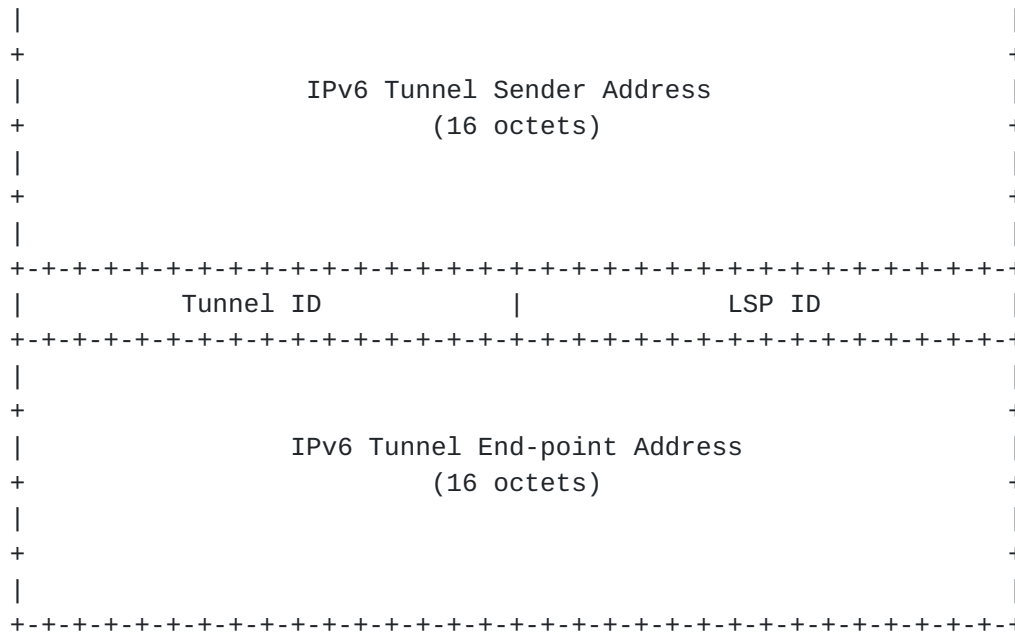 |                                                               |
+                                                               +
|                  IPv6 Tunnel Sender Address                   |
+                          (16 octets)                          +
|                                                               |
+                                                               +
|                                                               |
+-+-+-+-+-+-+-+-+-+-+-+-+-+-+-+-+-+-+-+-+-+-+-+-+-+-+-+-+-+-+-+-+
|          Tunnel ID            |             LSP ID            |
+-+-+-+-+-+-+-+-+-+-+-+-+-+-+-+-+-+-+-+-+-+-+-+-+-+-+-+-+-+-+-+-+
|                                                               |
+                                                               +
|                 IPv6 Tunnel End-point Address                 |
+                          (16 octets)                          +
|                                                               |
+                                                               +
|                                                               |
+-+-+-+-+-+-+-+-+-+-+-+-+-+-+-+-+-+-+-+-+-+-+-+-+-+-+-+-+-+-+-+-+